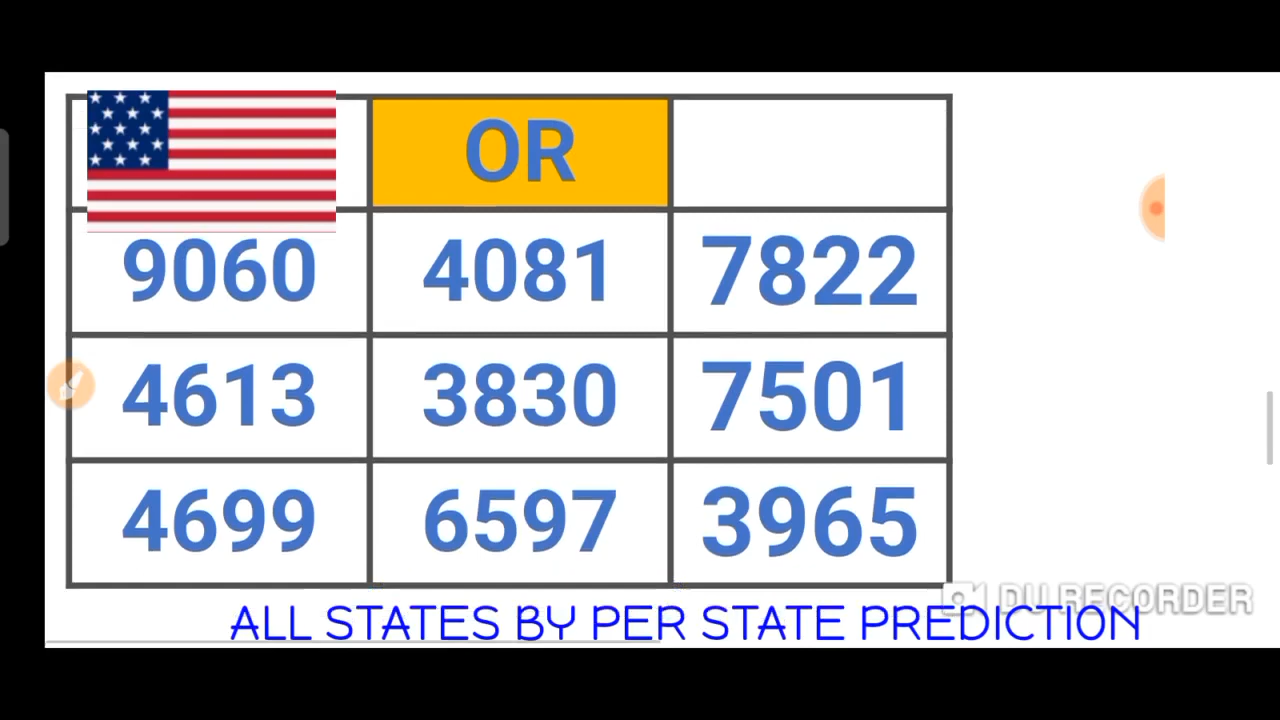 OR
9060 4081 7822
4613 3830 7501
4699 6597 3965
DU RECORDER
ALL STATES BY PER STATE PREDICTION